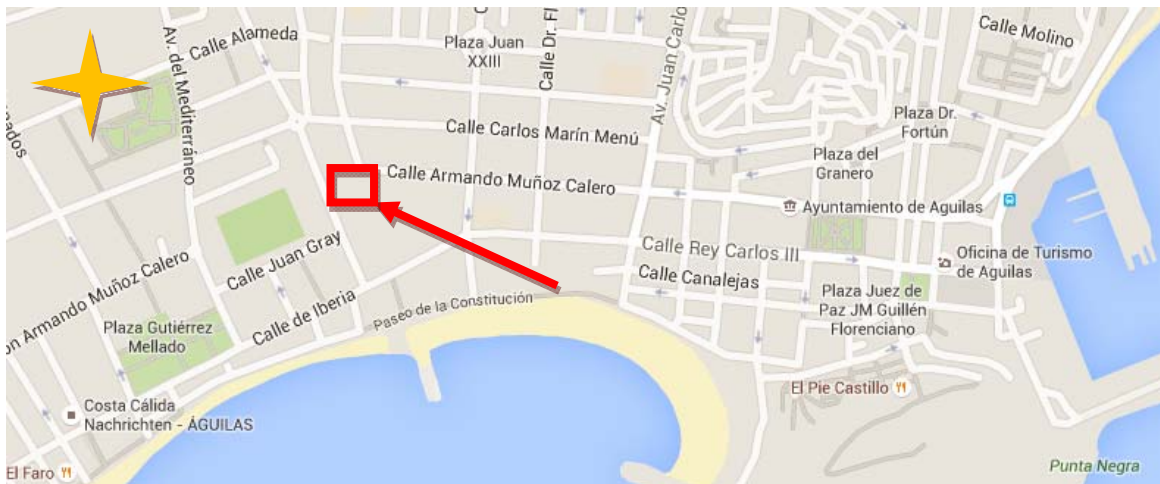 Calle Alameda
Av. del Mediterráneo
Plaza Juan
XXIII
Calle Dr. Fl
Av. Juan Carlo
Calle Molino
Calle Carlos Marín Menú
Plaza Dr.
Fortún
Plaza del
Granero
Calle Armando Muñoz Calero
Ayuntamiento de Aguilas
Calle Juan Gray
Calle Rey Carlos III
Oficina de Turismo
de Aguilas
Calle Canalejas
on Armando Muñoz Calero
Calle de Iberia
Paseo de la Constitución
Plaza Juez de
Paz JM Guillén
Florenciano
Plaza Gutiérrez
Mellado
El Pie Castillo
Costa Cálida
Nachrichten - ÁGUILAS
El Faro
Punta Negra